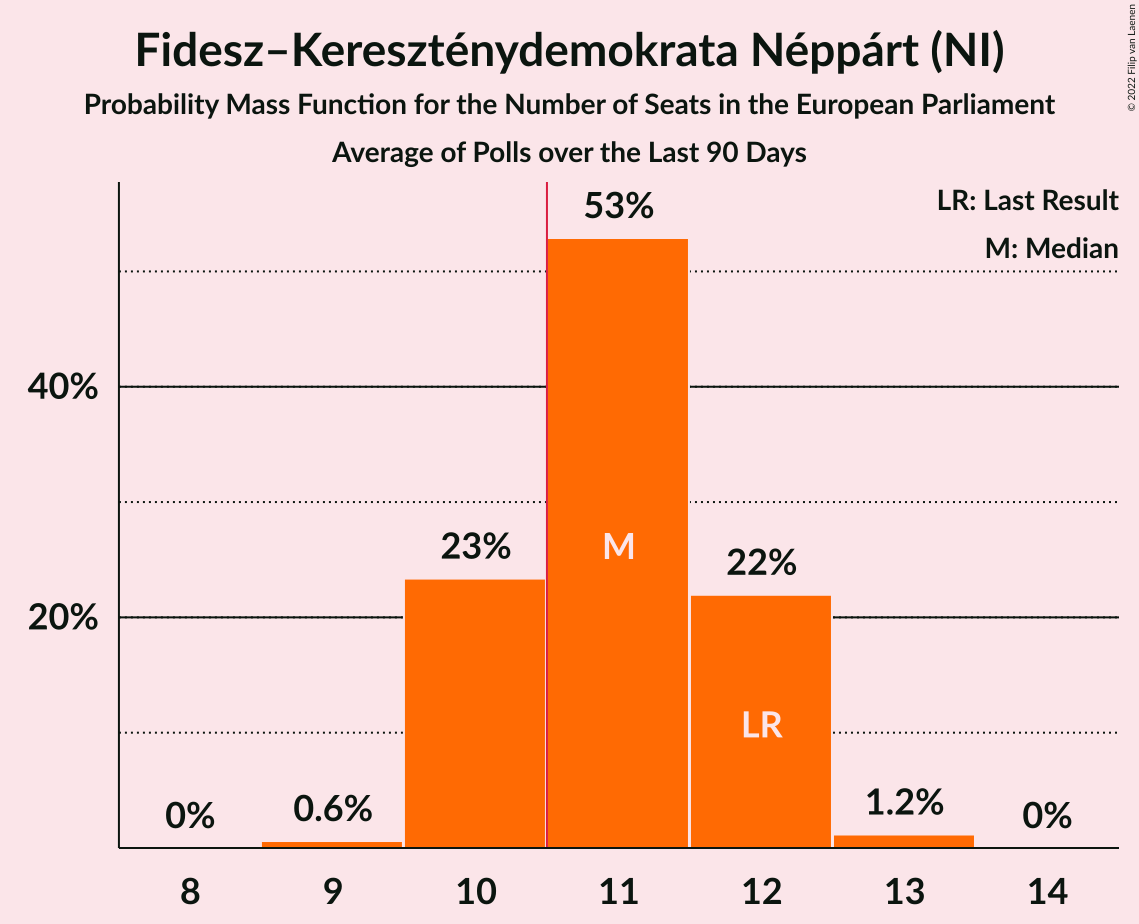 Fidesz–Kereszténydemokrata Néppárt (NI)
Probability Mass Function for the Number of Seats in the European Parliament
Average of Polls over the Last 90 Days
© 2022 Filip van Laenen
LR: Last Result
M: Median
53%
40%
23%
M
22%
20%
LR
0%
0.6%
1.2%
0%
8
9
10
11
12
13
14